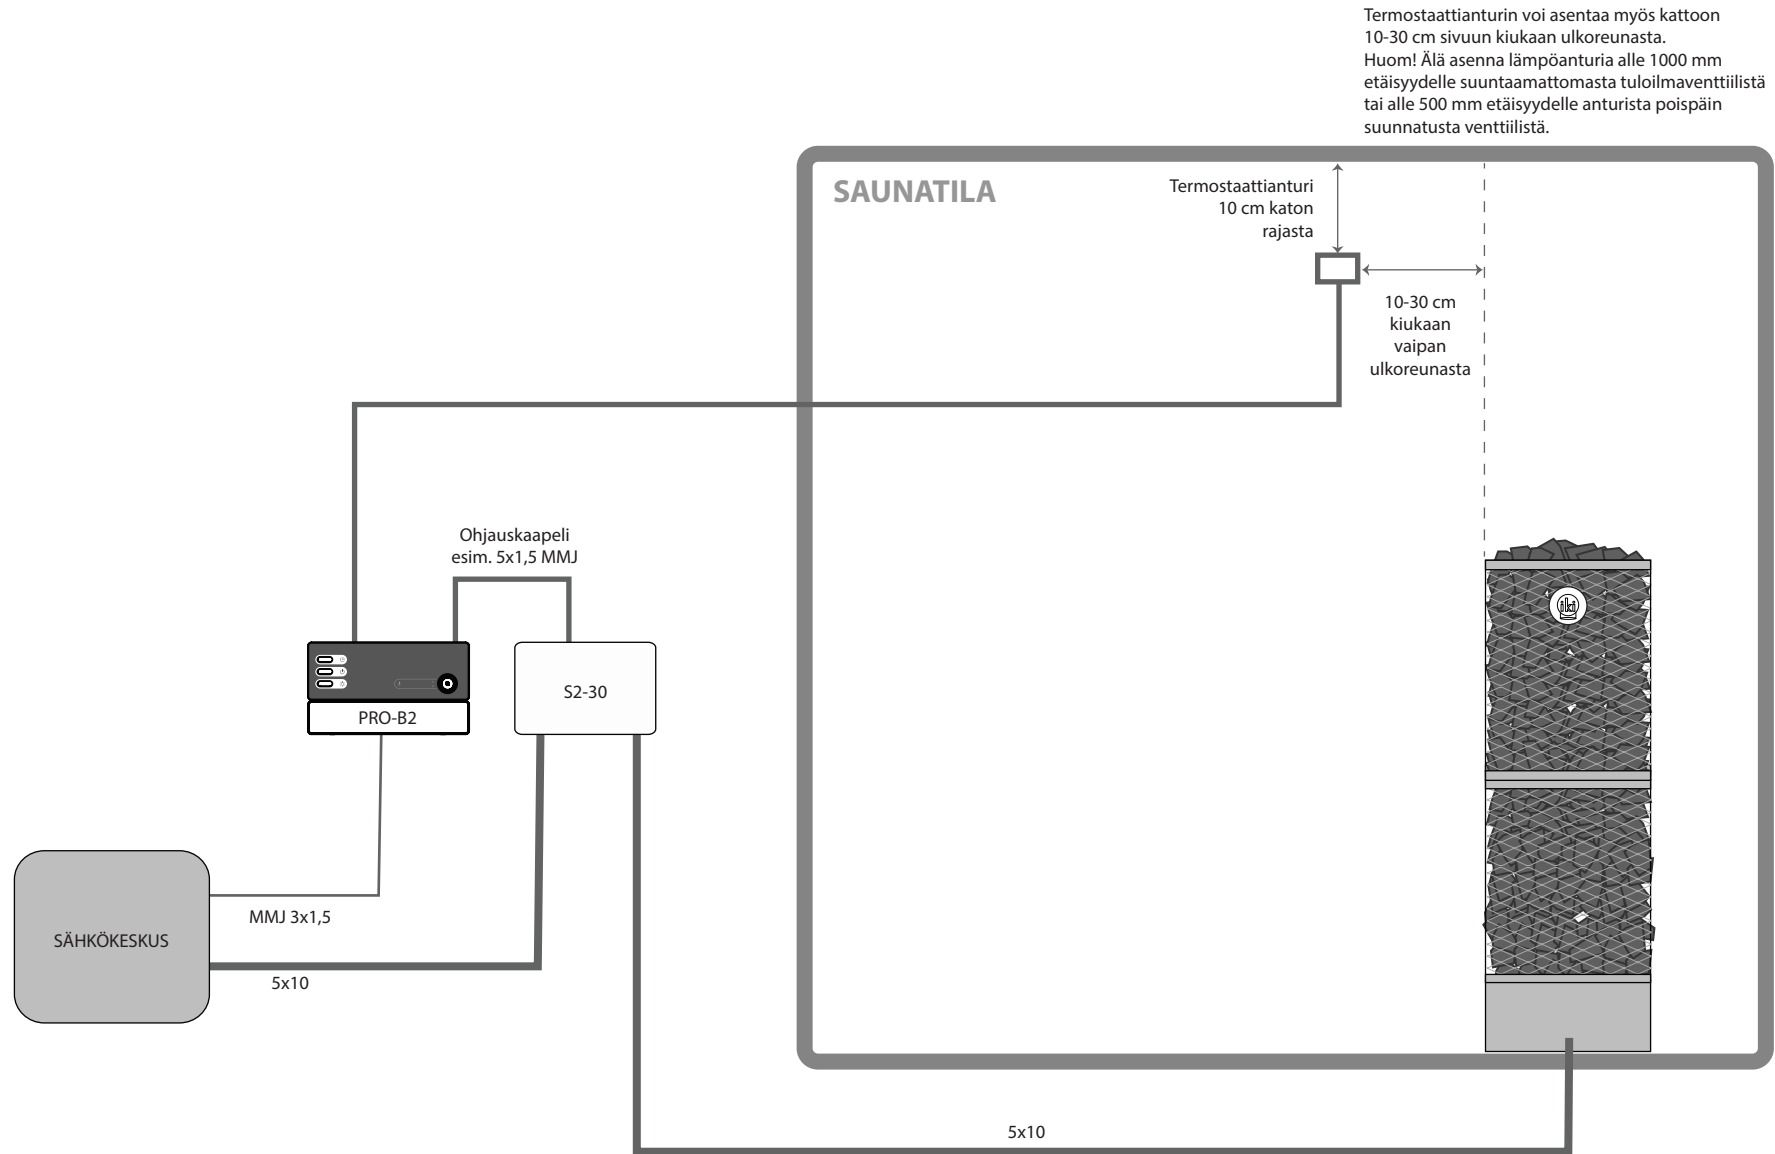 Termostaattianturin voi asentaa myös kattoon
10-30 cm sivuun kiukaan ulkoreunasta.
Huom! Älä asenna lämpöanturia alle 1000 mm
etäisyydelle suuntaamattomasta tuloilmaventtiilistä
tai alle 500 mm etäisyydelle anturista poispäin
suunnatusta venttiilistä.
SAUNATILA
Termostaattianturi
10 cm katon
rajasta
10-30 cm
kiukaan
vaipan
ulkoreunasta
Ohjauskaapeli
esim. 5x1,5 MMJ
iki
S2-30
PRO-B2
MMJ 3x1,5
SÄHKÖKESKUS
5x10
5x10